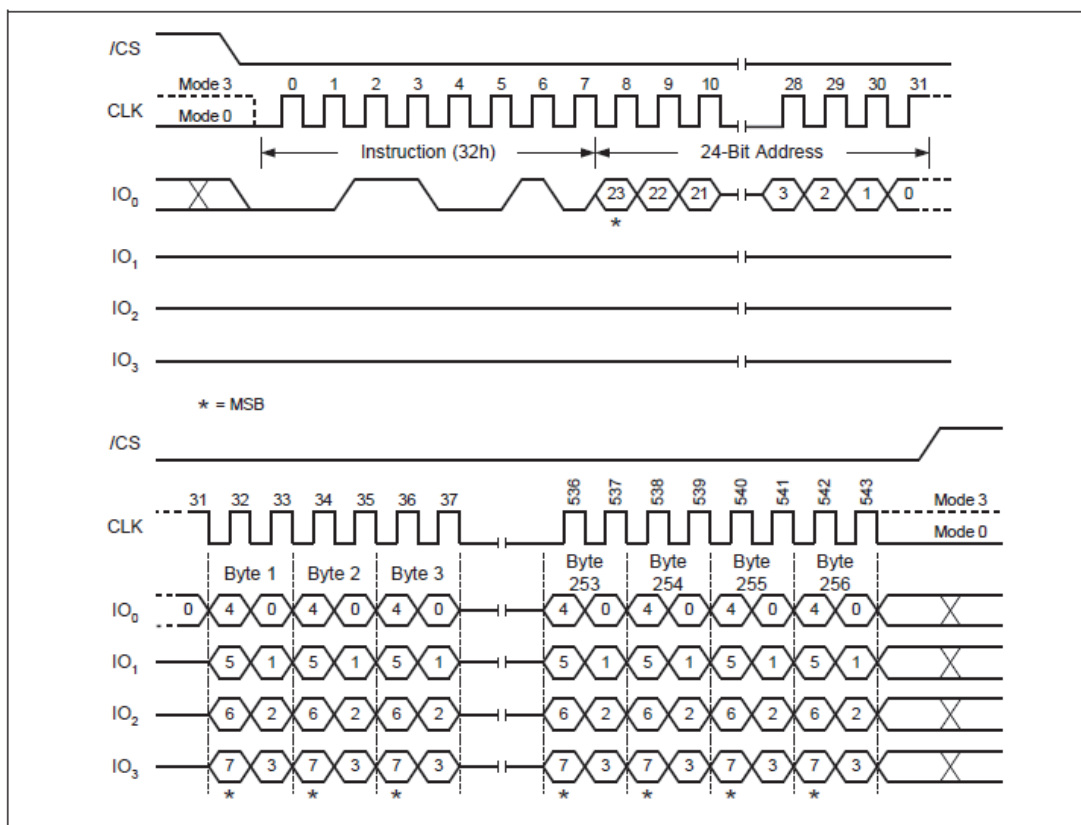 /CS
Mode 3 0 1 2 3 4 5 6 7 8 9 10 28 29 30 31
CLK
Mode 0
Instruction (32h) 24-Bit Address
IO0 23 22 21 3 2 1 0
*
IO1
IO2
IO3
* = MSB
/CS
31 32 33 34 35 36 37 536 537 538 539 540 541 542 543 Mode 3
CLK
Mode 0
Byte 1 Byte 2 Byte 3 Byte 253 Byte 254 Byte 255 Byte 256
IO0 0 4 0 4 0 4 0 4 0 4 0 4 0 4 0
IO1 5 1 5 1 5 1 5 1 5 1 5 1 5 1
IO2 6 2 6 2 6 2 6 2 6 2 6 2 6 2
IO3 7 3 7 3 7 3 7 3 7 3 7 3 7 3
* * * * * * *